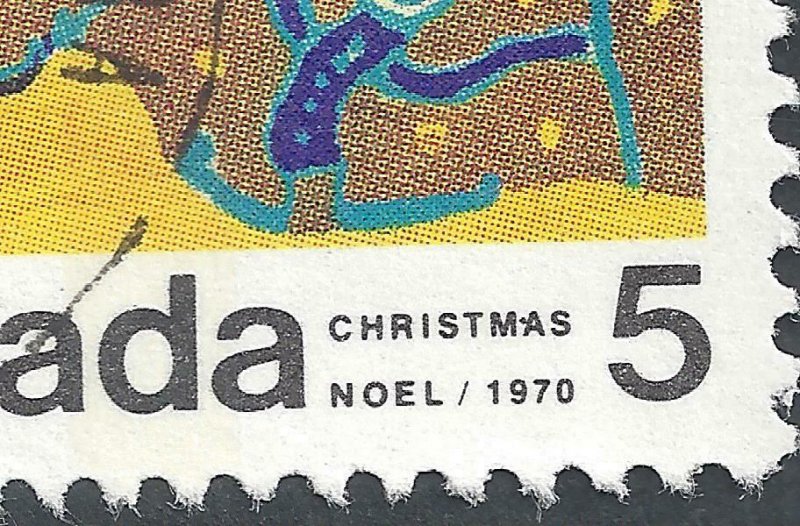 ada CHRISTMAS 5
NOEL / 1970